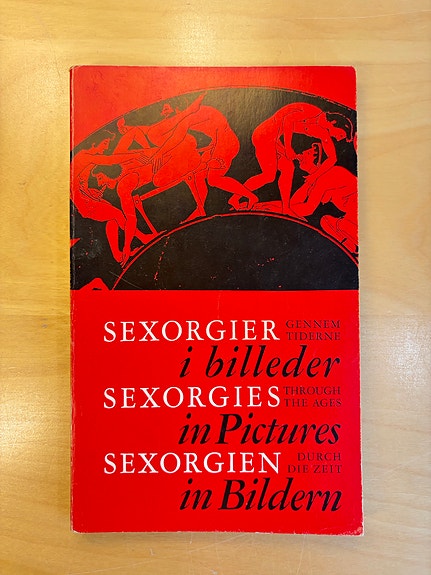 SEXORGIER GENNEM
TIDERNE
i billeder
SEXORGIES THROUGH
THE AGES
in Pictures
SEXORGIEN DURCH
DIE ZEIT
in Bildern